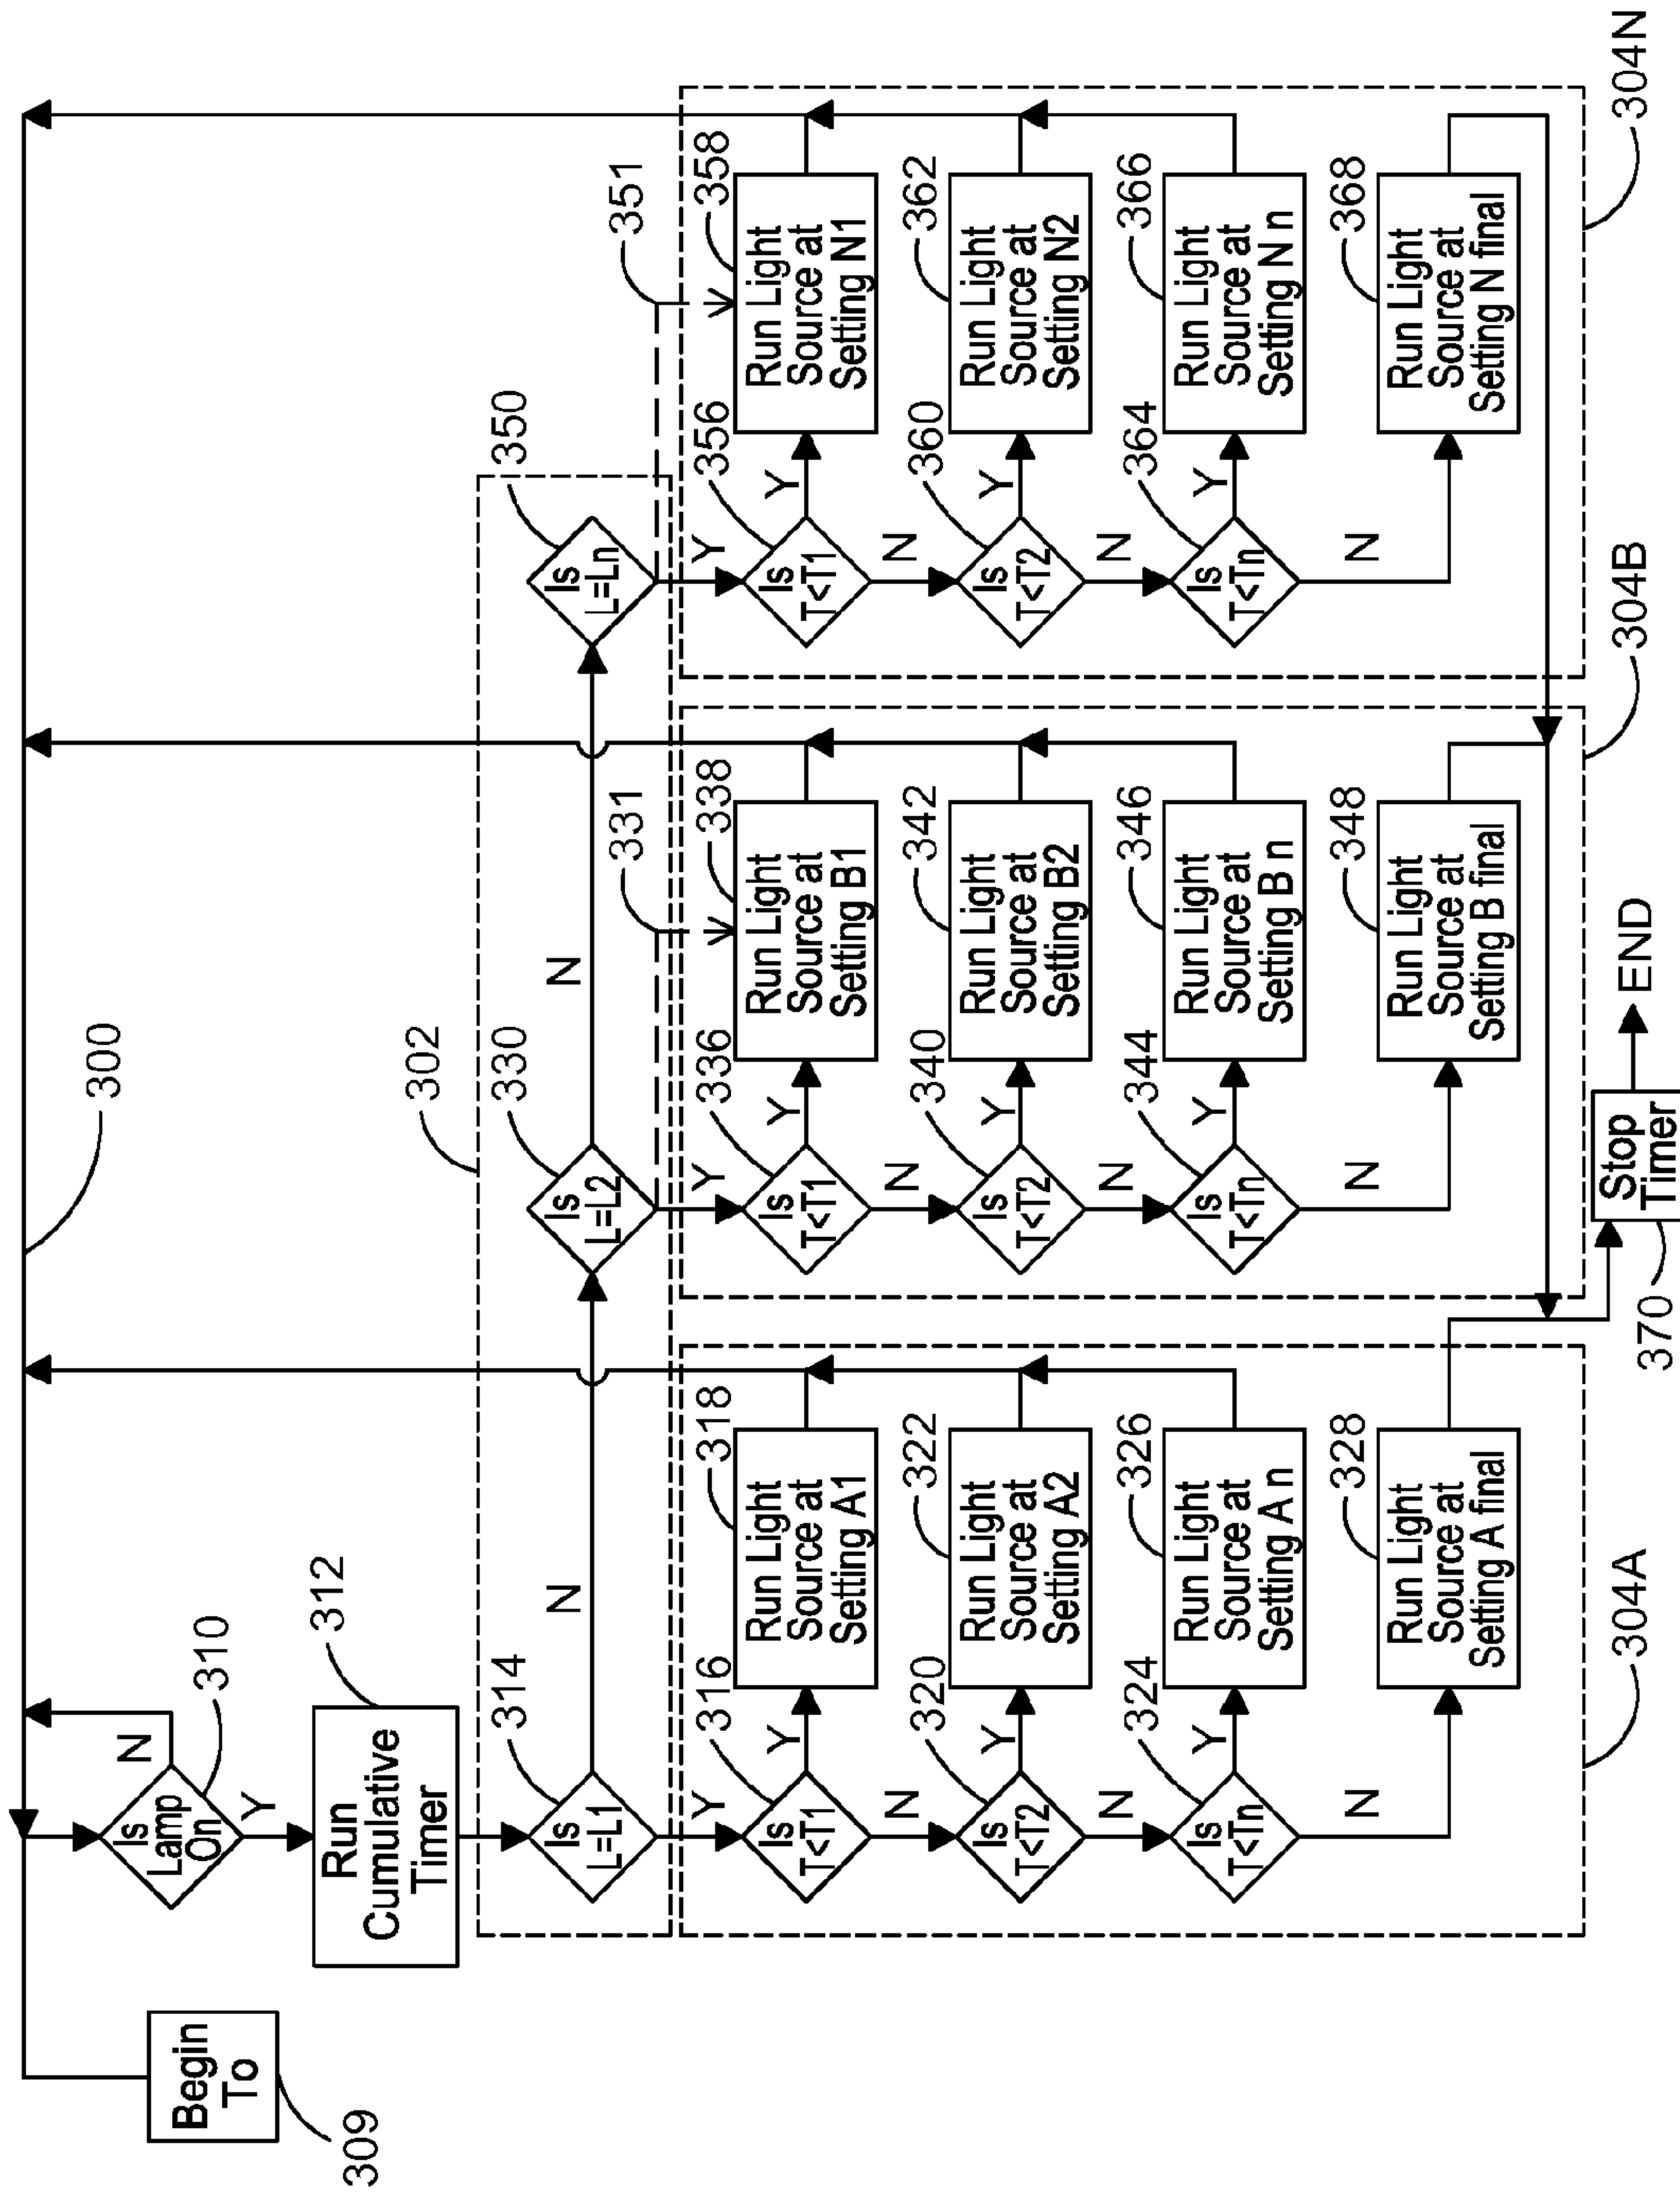 300
Begin
To
309
Is
Lamp
On
310
N
Y
Run
Cumulative
Timer
312
302
Is
L=L1
314
N
Y
Is
L=L2
330
N
Y
331
Is
L=Ln
350
Y
351
Is
T<T1
316
Y
N
Run Light
Source at
Setting A1
318
Is
T<T2
320
Y
N
Run Light
Source at
Setting A2
322
Is
T<Tn
324
Y
N
Run Light
Source at
Setting A n
326
Run Light
Source at
Setting A final
328
304A
Is
T<T1
336
Y
N
Run Light
Source at
Setting B1
338
Is
T<T2
340
Y
N
Run Light
Source at
Setting B2
342
Is
T<Tn
344
Y
N
Run Light
Source at
Setting B n
346
Run Light
Source at
Setting B final
348
304B
Is
T<T1
356
Y
N
Run Light
Source at
Setting N1
358
Is
T<T2
360
Y
N
Run Light
Source at
Setting N2
362
Is
T<Tn
364
Y
N
Run Light
Source at
Setting N n
366
Run Light
Source at
Setting N final
368
304N
Stop
Timer
370
END